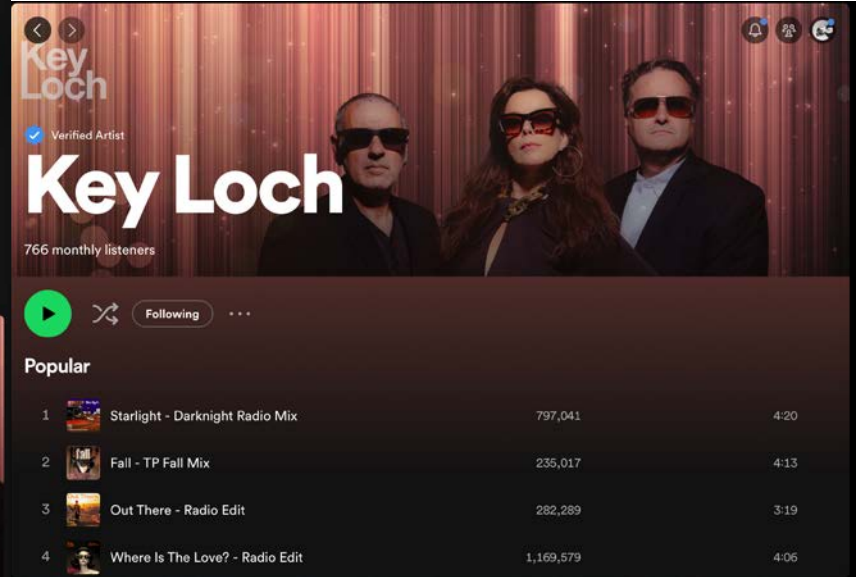 Key
Loch
Verified Artist
Key Loch
766 monthly listeners
Following
Popular
1 Starlight - Darknight Radio Mix 797,041 4:20
2 fall Fall - TP Fall Mix 235,017 4:13
3 Out There - Radio Edit 282,289 3:19
4 Where Is The Love? - Radio Edit 1,169,579 4:06